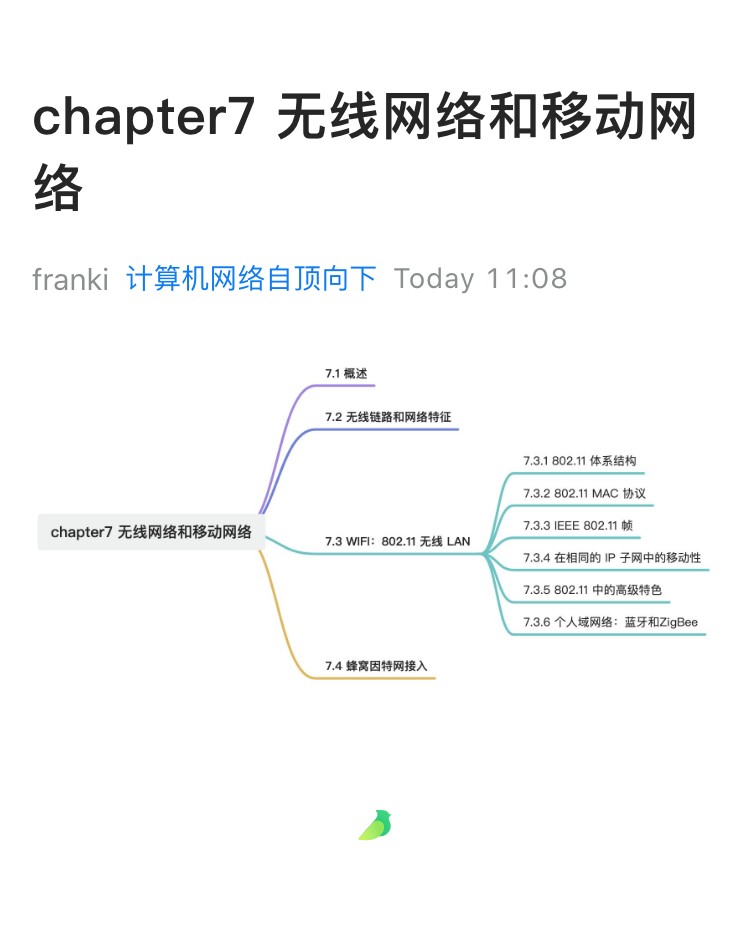 chapter7 无线网络和移动网
络
franki 计算机网络自顶向下 Today 11:08
7.1 概述
7.2 无线链路和网络特征
7.3.1 802.11 体系结构
7.3.2 802.11 MAC 协议
7.3.3 IEEE 802.11 帧
chapter7 无线网络和移动网络
7.3 WIFI：802.11 无线 LAN
7.3.4 在相同的 IP 子网中的移动性
7.3.5 802.11 中的高级特色
7.3.6 个人域网络：蓝牙和ZigBee
7.4 蜂窝因特网接入